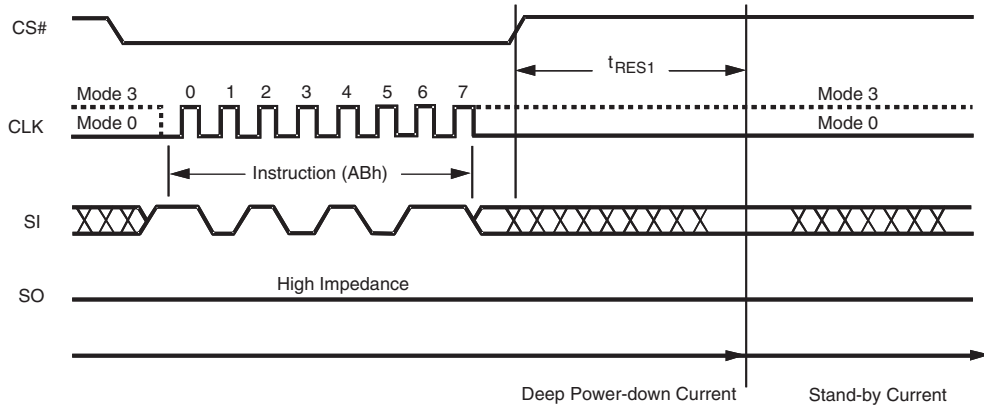 CS#
tRES1
Mode 3
0 1 2 3 4 5 6 7
Mode 3
CLK
Mode 0
Mode 0
Instruction (ABh)
SI
High Impedance
SO
Deep Power-down Current
Stand-by Current